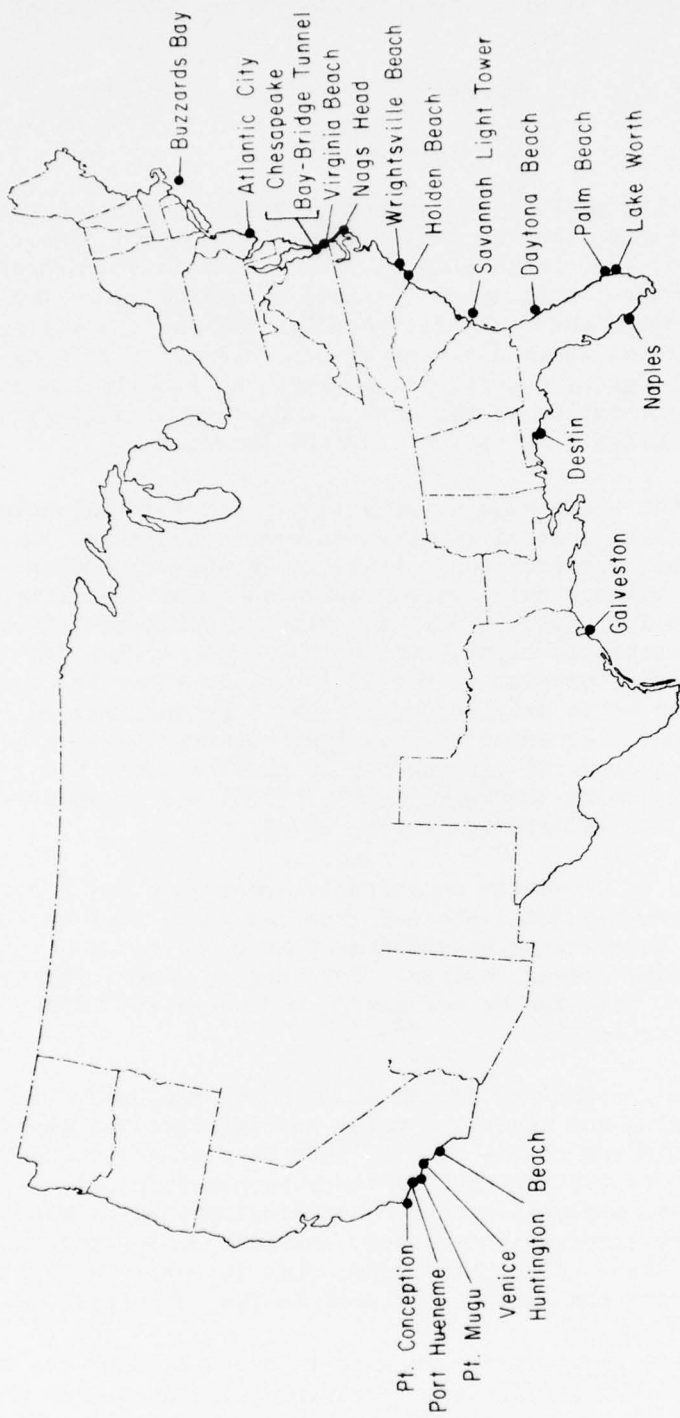 Buzzards Bay
Atlantic City
Chesapeake
Bay-Bridge Tunnel
Virginia Beach
Nags Head
Wrightsville Beach
Holden Beach
Savannah Light Tower
Daytona Beach
Palm Beach
Lake Worth
Naples
Destin
Galveston
Pt. Conception
Port Hueneme
Pt. Mugu
Venice
Huntington Beach